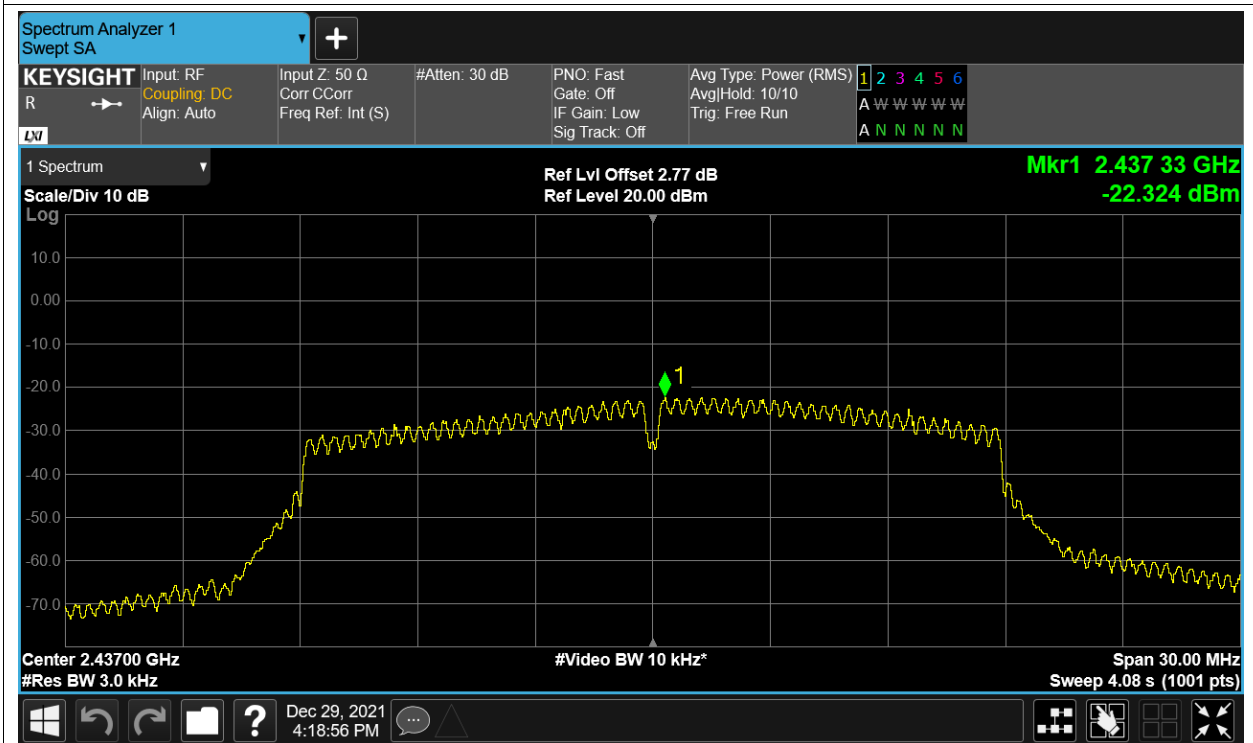 Spectrum Analyzer 1
Swept SA
+
KEYSIGHT
R
LXI
Input: RF
Coupling: DC
Align: Auto
Input Z: 50 Ω
Corr CCorr
Freq Ref: Int (S)
#Atten: 30 dB
PNO: Fast
Gate: Off
IF Gain: Low
Sig Track: Off
Avg Type: Power (RMS)
Avg|Hold: 10/10
Trig: Free Run
1 2 3 4 5 6
A W W W W W
A N N N N N
1 Spectrum
Scale/Div 10 dB
Log
Ref Lvl Offset 2.77 dB
Ref Level 20.00 dBm
Mkr1 2.437 33 GHz
-22.324 dBm
10.0
0.00
-10.0
-20.0
-30.0
-40.0
-50.0
-60.0
-70.0
1
Center 2.43700 GHz
#Res BW 3.0 kHz
#Video BW 10 kHz*
Span 30.00 MHz
Sweep 4.08 s (1001 pts)
?
Dec 29, 2021
4:18:56 PM